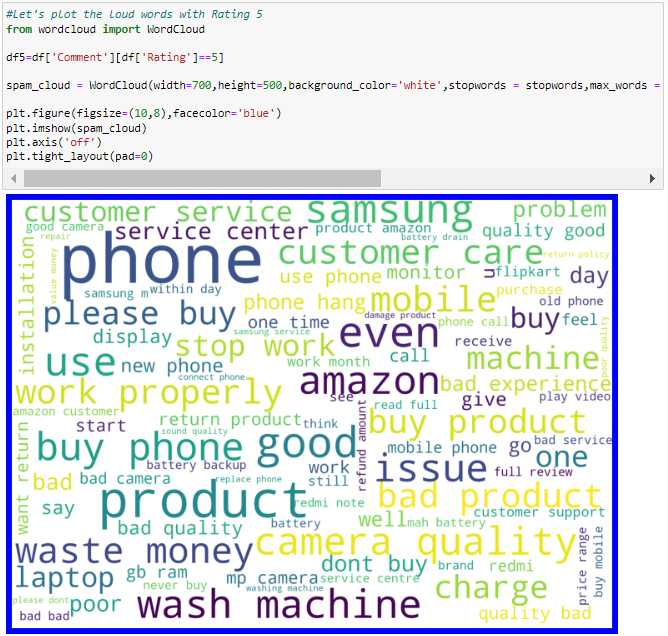 #Let's plot the loud words with Rating 5
from wordcloud import WordCloud
df5=df['Comment'][df['Rating']==5]
spam_cloud = WordCloud(width=700,height=500,background_color='white',stopwords = stopwords,max_words =
plt.figure(figsize=(10,8),facecolor='blue')
plt.imshow(spam_cloud)
plt.axis('off')
plt.tight_layout(pad=0)
customer service
samsung
problem
good camera
service center
product amazon
quality good
repair
battery drain
phone
customer care
return policy
value money
installation
use phone
monitor
u
flipkart
day
samsung m
within day
phone hang
mobile
purchase
old phone
please buy
one time
damage product
phone call
buy
feel
display
samsung service
even
receive
poor quality
stop work
use
new phone
work month
call
machine
connect phone
amazon
bad experience
work properly
see
read full
give
play video
amazon customer
return product
think
refund amount
buy product
start
sound quality
good
want return
buy phone
mobile phone
go
bad service
one
battery backup
work
issue
full review
bad
bad camera
replace phone
still
product
redmi note
bad product
say
bad quality
battery
well
mah battery
customer support
waste money
camera quality
price range
buy mobile
dont buy
brand
redmi
laptop
gb ram
mp camera
service centre
never buy
washing machine
charge
please dont
poor
wash machine
bad bad
quality bad